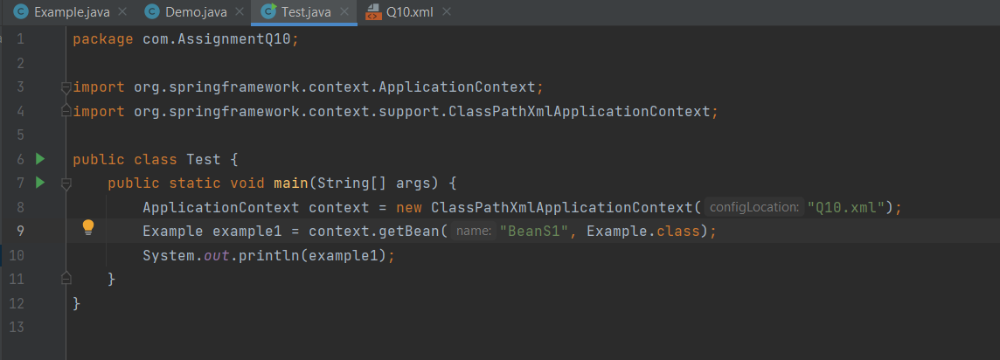 Example.java Demo.java Test.java Q10.xml
1 package com.AssignmentQ10;
2
3 import org.springframework.context.ApplicationContext;
4 import org.springframework.context.support.ClassPathXmlApplicationContext;
5
6 public class Test {
7 public static void main(String[] args) {
8 ApplicationContext context = new ClassPathXmlApplicationContext( configLocation: "Q10.xml");
9 Example example1 = context.getBean( name: "BeanS1", Example.class);
10 System.out.println(example1);
11 }
12 }
13